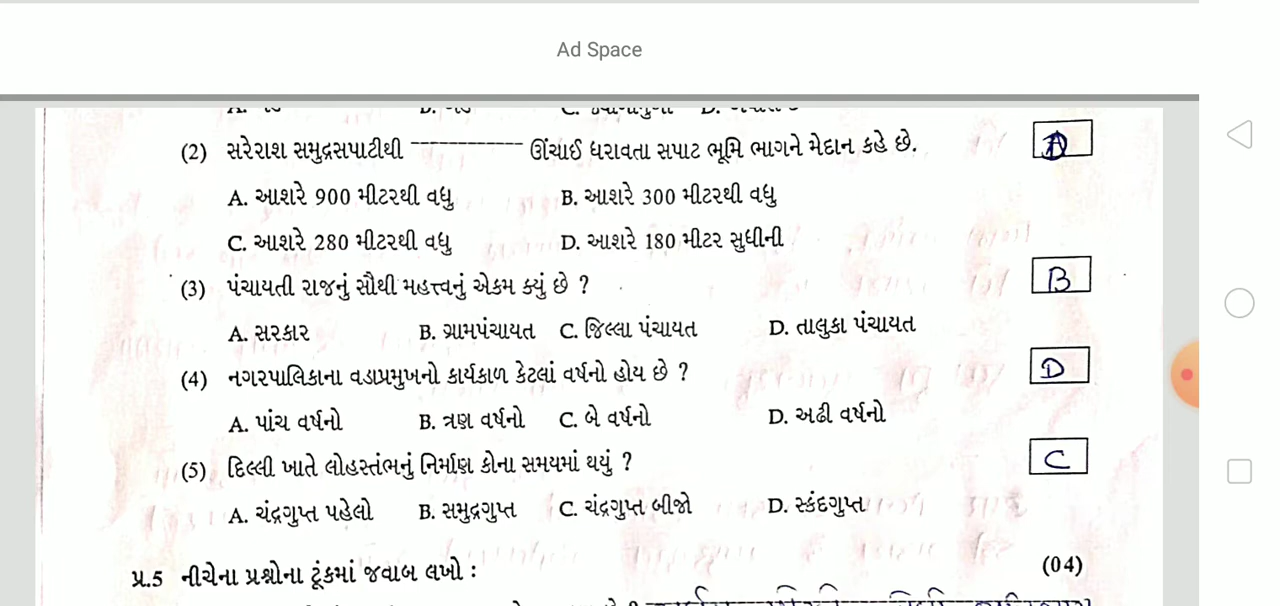 Ad Space
(2) સરેરાશ સમુદ્રસપાટીથી ------------ ઊંચાઈ ધરાવતા સપાટ ભૂમિ ભાગને મેદાન કહે છે.
A. આશરે 900 મીટરથી વધુ B. આશરે 300 મીટરથી વધુ
C. આશરે 280 મીટરથી વધુ D. આશરે 180 મીટર સુધીની
(3) પંચાયતી રાજનું સૌથી મહત્ત્વનું એકમ ક્યું છે ? B
A. સરકાર B. ગ્રામપંચાયત C. જિલ્લા પંચાયત D. તાલુકા પંચાયત
(4) નગરપાલિકાના વડાપ્રમુખનો કાર્યકાળ કેટલાં વર્ષનો હોય છે ? D
A. પાંચ વર્ષનો B. ત્રણ વર્ષનો C. બે વર્ષનો D. અઢી વર્ષનો
(5) દિલ્લી ખાતે લોહસ્તંભનું નિર્માણ કોના સમયમાં થયું ? C
A. ચંદ્રગુપ્ત પહેલો B. સમુદ્રગુપ્ત C. ચંદ્રગુપ્ત બીજો D. સ્કંદગુપ્ત
પ્ર.5 નીચેના પ્રશ્નોના ટૂંકમાં જવાબ લખો : (04)